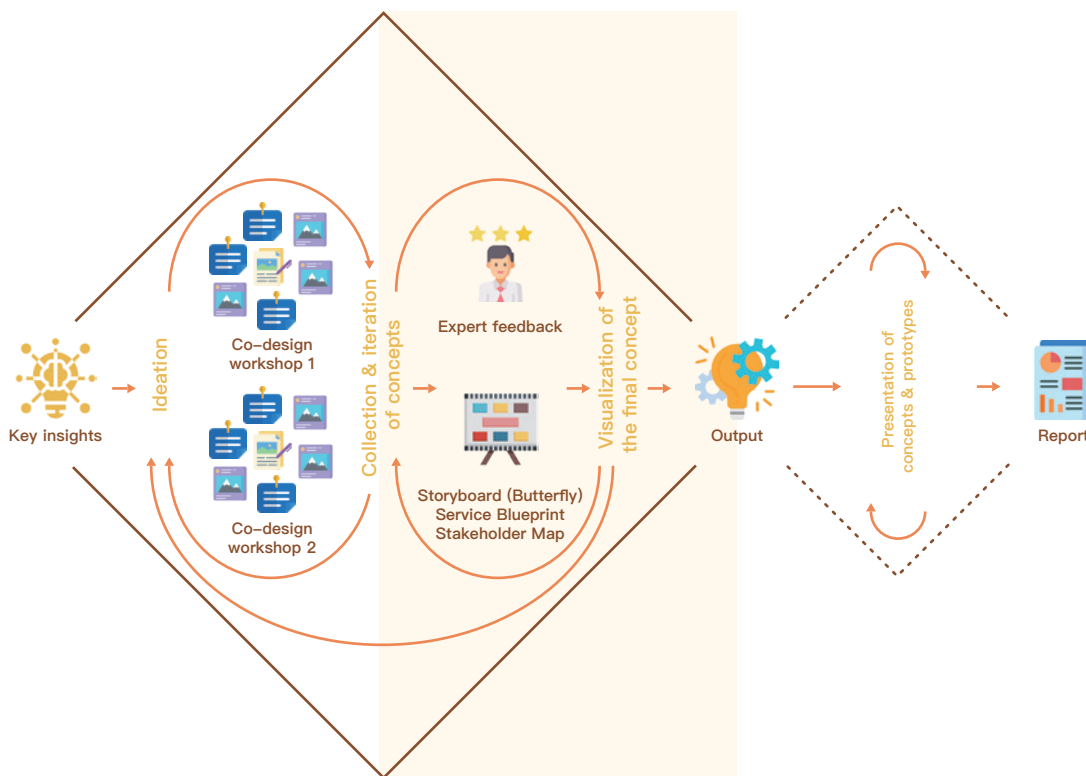 Key insights
Ideation
Co-design
workshop 1
Co-design
workshop 2
Collection & iteration
of concepts
Expert feedback
Storyboard (Butterfly)
Service Blueprint
Stakeholder Map
Visualization of
the final concept
Output
Presentation of
concepts & prototypes
Report